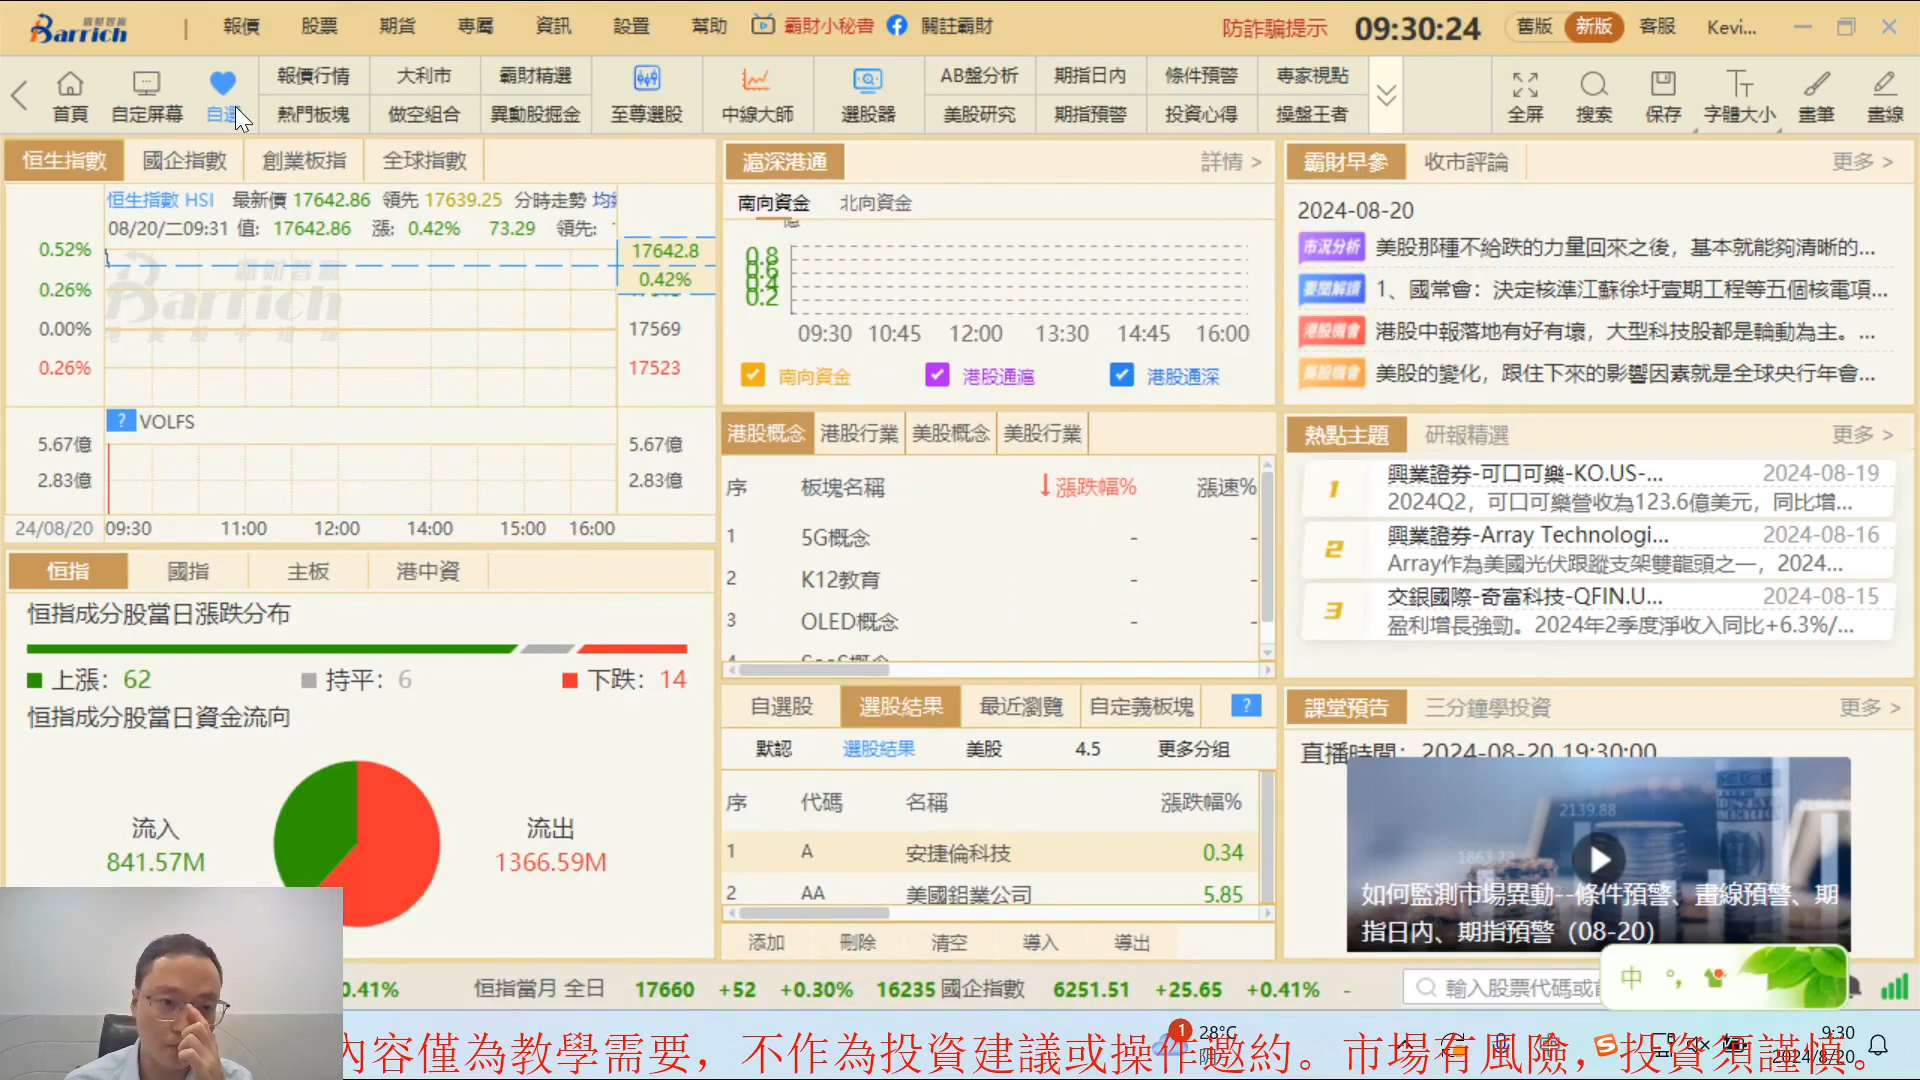 Barrich 報價 股票 期貨 專屬 資訊 設置 幫助 霸財小秘書 關註霸財 防詐騙提示 09:30:24 舊版 新版 客服 Kevi...
首頁 自定屏幕 自選
報價行情 大利市 霸財精選
熱門板塊 做空組合 異動股掘金
至尊選股 中線大師 選股器
AB盤分析 期指日內 條件預警 專家視點
美股研究 期指預警 投資心得 操盤王者
全屏 搜索 保存 字體大小 畫筆 畫線
恒生指數 國企指數 創業板指 全球指數
恒生指數 HSI 最新價 17642.86 領先 17639.25 分時走勢
08/20/二09:31 值: 17642.86 漲: 0.42% 73.29 領先:
0.52% 17642.8
0.42%
0.26%
0.00% 17569
0.26% 17523
Barrich
? VOLFS
5.67億 5.67億
2.83億 2.83億
24/08/20 09:30 11:00 12:00 14:00 15:00 16:00
恒指 國指 主板 港中資
恒指成分股當日漲跌分布
上漲: 62 持平: 6 下跌: 14
恒指成分股當日資金流向
流入 流出
841.57M 1366.59M
滬深港通 詳情 >
南向資金 北向資金
億
0.8
0.6
0.4
0.2
09:30 10:45 12:00 13:30 14:45 16:00
南向資金 港股通滬 港股通深
港股概念 港股行業 美股概念 美股行業
序 板塊名稱 漲跌幅% 漲速%
1 5G概念 - -
2 K12教育 - -
3 OLED概念 - -
4 SaaS概念
自選股 選股結果 最近瀏覽 自定義板塊 ?
默認 選股結果 美股 4.5 更多分組
序 代碼 名稱 漲跌幅%
1 A 安捷倫科技 0.34
2 AA 美國鋁業公司 5.85
添加 刪除 清空 導入 導出
霸財早參 收市評論 更多 >
2024-08-20
市況分析 美股那種不給跌的力量回來之後，基本就能夠清晰的...
要聞解讀 1、國常會：決定核準江蘇徐圩壹期工程等五個核電項...
港股機會 港股中報落地有好有壞，大型科技股都是輪動為主。...
美股機會 美股的變化，跟住下來的影響因素就是全球央行年會...
熱點主題 研報精選 更多 >
1 興業證券-可口可樂-KO.US-... 2024-08-19
2024Q2，可口可樂營收為123.6億美元，同比增...
2 興業證券-Array Technologi... 2024-08-16
Array作為美國光伏跟蹤支架雙龍頭之一，2024...
3 交銀國際-奇富科技-QFIN.U... 2024-08-15
盈利增長強勁。2024年2季度淨收入同比+6.3%/...
課堂預告 三分鐘學投資 更多 >
直播時間：2024-08-20 19:30:00
2139.88
1863.22
如何監測市場異動--條件預警、畫線預警、期
指日內、期指預警（08-20）
0.41% 恒指當月 全日 17660 +52 +0.30% 16235 國企指數 6251.51 +25.65 +0.41% -
輸入股票代碼或
中
1 28°C
9:30
2024/8/20
內容僅為教學需要，不作為投資建議或操作邀約。市場有風險，投資須謹慎。